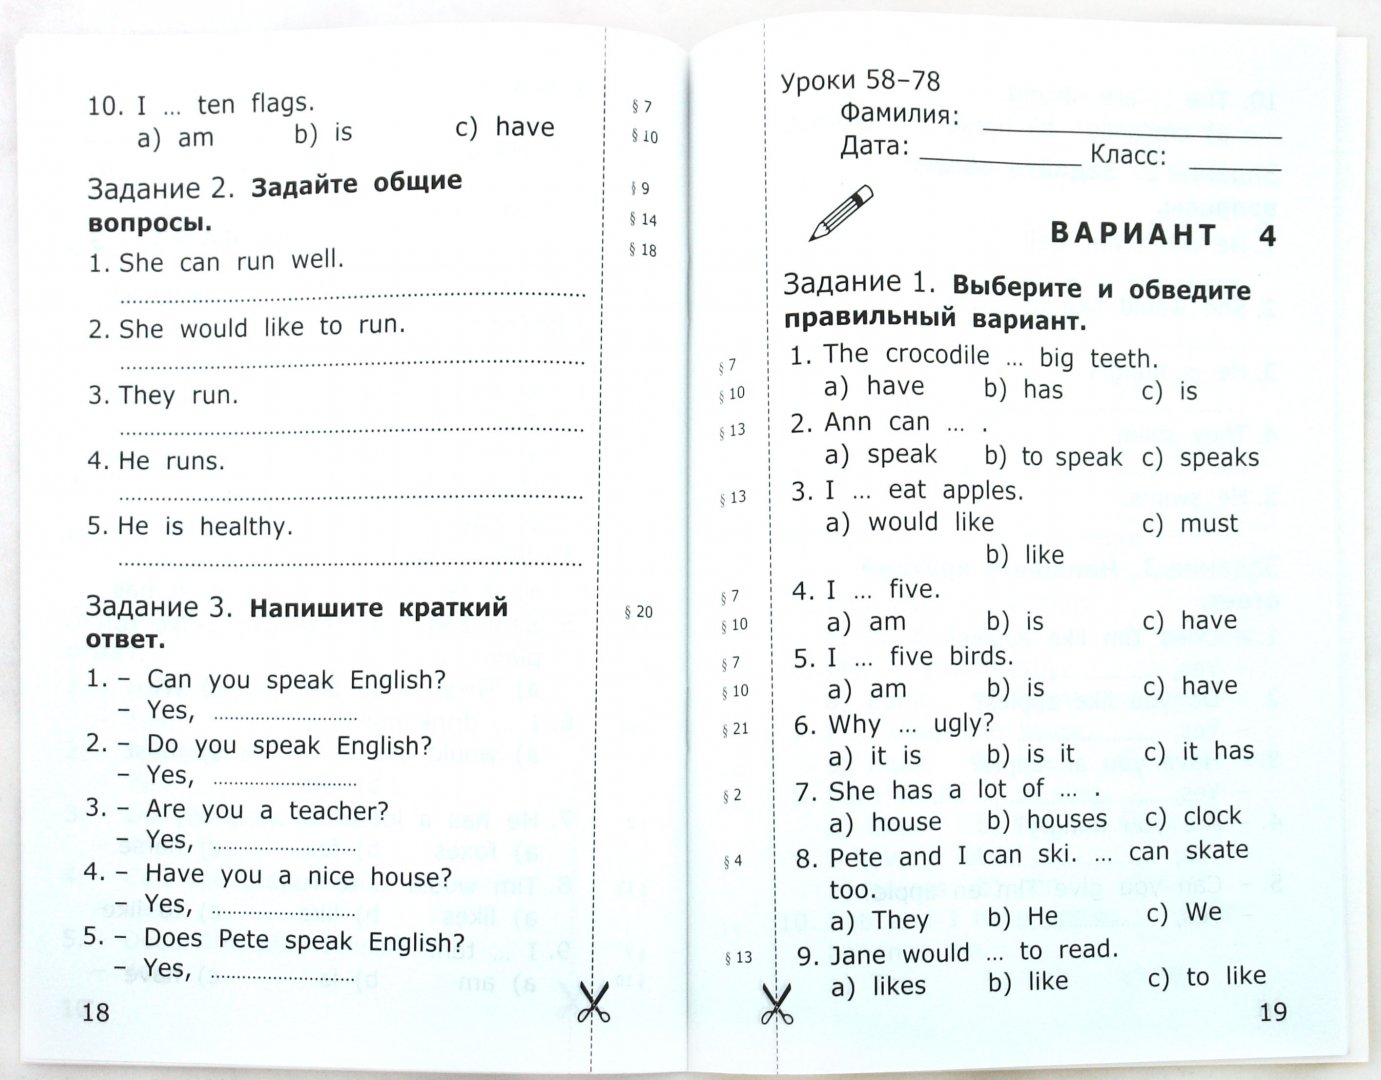 10. I ... ten flags.
a) am b) is c) have
§ 7
§ 10
Задание 2. Задайте общие
вопросы.
§ 9
§ 14
§ 18
1. She can run well.
2. She would like to run.
3. They run.
4. He runs.
5. He is healthy.
Задание 3. Напишите краткий
ответ.
§ 20
1. – Can you speak English?
– Yes,
2. – Do you speak English?
– Yes,
3. – Are you a teacher?
– Yes,
4. – Have you a nice house?
– Yes,
5. – Does Pete speak English?
– Yes,
18
Уроки 58–78
Фамилия:
Дата: Класс:
ВАРИАНТ 4
Задание 1. Выберите и обведите
правильный вариант.
§ 7
§ 10
1. The crocodile ... big teeth.
a) have b) has c) is
§ 13
2. Ann can ... .
a) speak b) to speak c) speaks
§ 13
3. I ... eat apples.
a) would like c) must
b) like
§ 7
§ 10
4. I ... five.
a) am b) is c) have
§ 7
§ 10
5. I ... five birds.
a) am b) is c) have
§ 21
6. Why ... ugly?
a) it is b) is it c) it has
§ 2
7. She has a lot of ... .
a) house b) houses c) clock
§ 4
8. Pete and I can ski. ... can skate
too.
a) They b) He c) We
§ 13
9. Jane would ... to read.
a) likes b) like c) to like
19